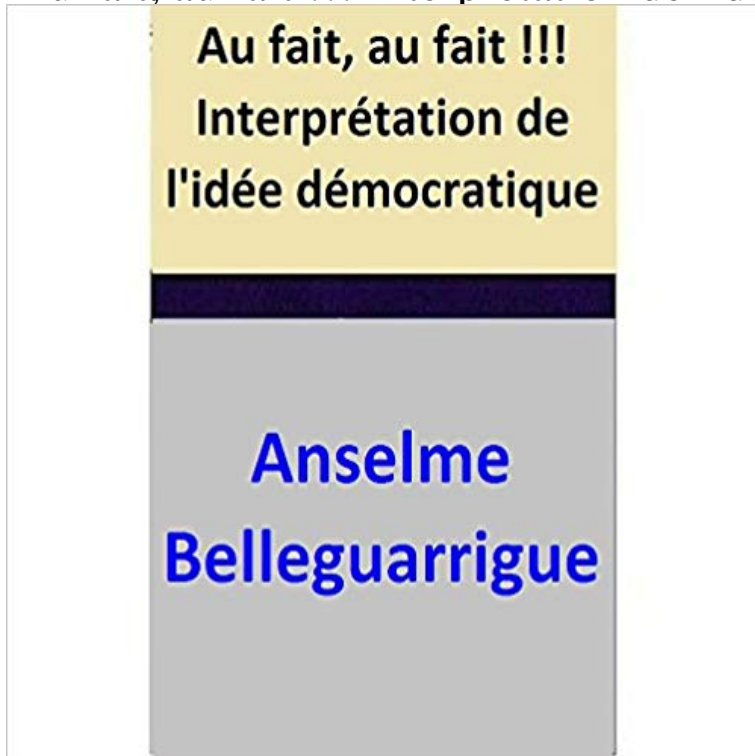 Au fait, au fait !!!
Interprétation de
l'idée démocratique
Anselme
Belleguarrigue